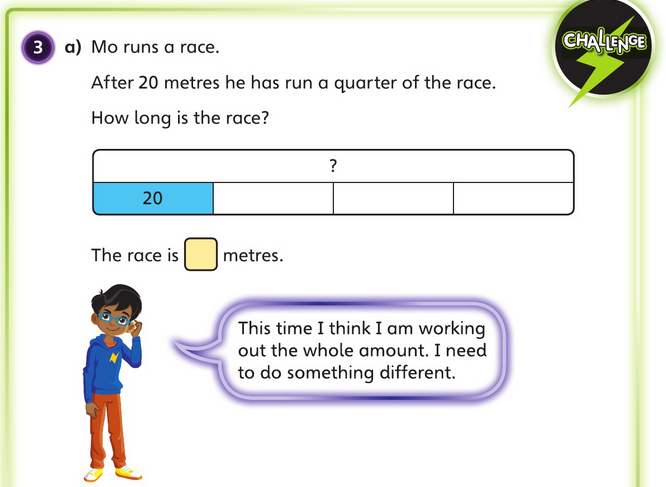 CHALLENGE
3 a) Mo runs a race.
After 20 metres he has run a quarter of the race.
How long is the race?
?
20
The race is metres.
This time I think I am working
out the whole amount. I need
to do something different.